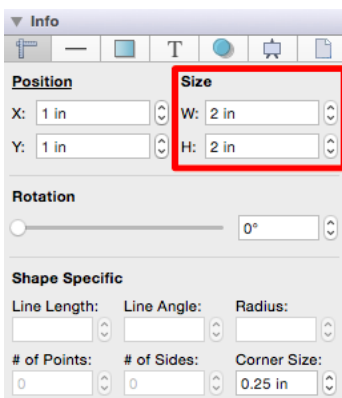 Info
T
Position Size
X: 1 in W: 2 in
Y: 1 in H: 2 in
Rotation
0°
Shape Specific
Line Length: Line Angle: Radius:
# of Points: # of Sides: Corner Size:
0 0 0.25 in